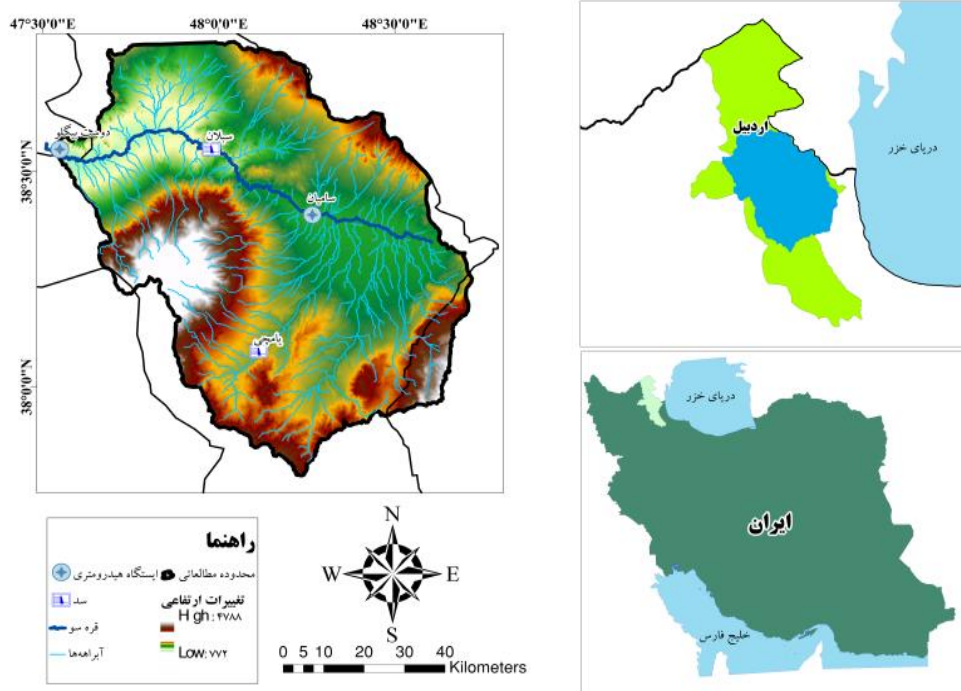 47°30'0"E
48°0'0"E
48°30'0"E
38°30'0"N
38°0'0"N
دوست بیگلو
سبلان
سامیان
یامچی
اردبیل
دریای خزر
دریای خزر
ایران
خلیج فارس
راهنما
محدوده مطالعاتی
ایستگاه هیدرومتری
تغییرات ارتفاعی
سد
High : ۴۷۸۸
قره سو
Low: ۷۷۲
آبراهه‌ها
N
W
E
S
0 5 10 20 30 40
Kilometers